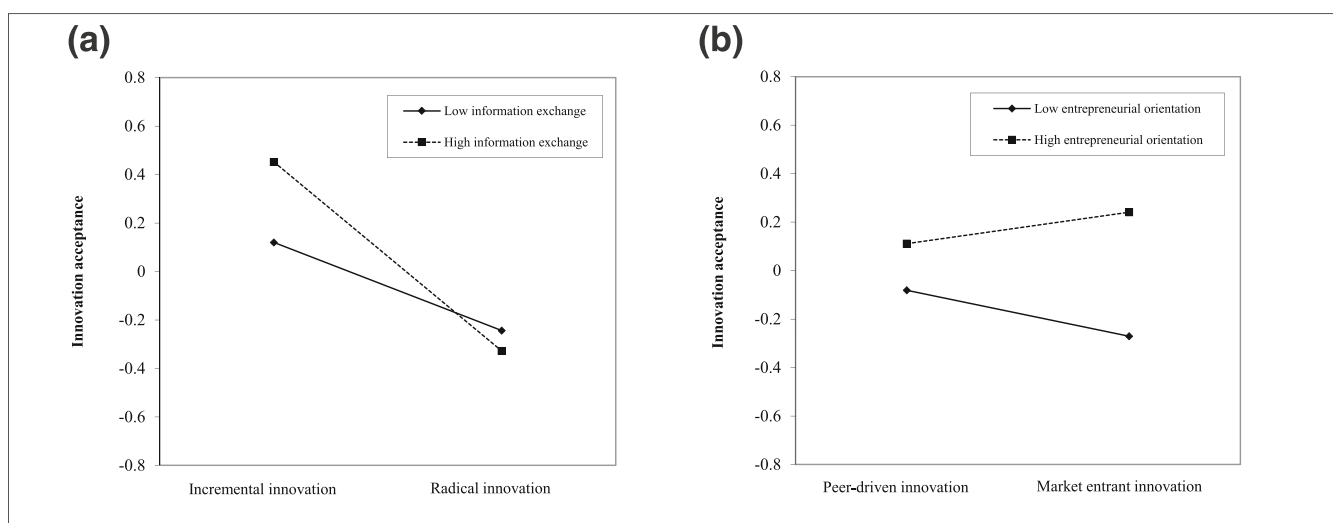 (a)
Innovation acceptance
0.8
0.6
0.4
0.2
0
-0.2
-0.4
-0.6
-0.8
Low information exchange
High information exchange
Incremental innovation
Radical innovation
(b)
Innovation acceptance
0.8
0.6
0.4
0.2
0
-0.2
-0.4
-0.6
-0.8
Low entrepreneurial orientation
High entrepreneurial orientation
Peer-driven innovation
Market entrant innovation